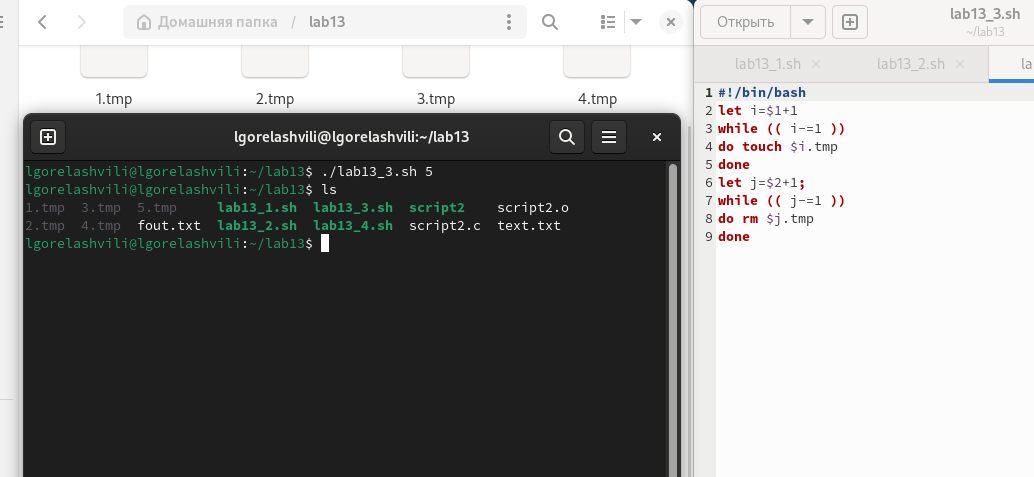 Домашняя папка / lab13
1.tmp 2.tmp 3.tmp 4.tmp
lgorelashvili@lgorelashvili:~/lab13
lgorelashvili@lgorelashvili:~/lab13$ ./lab13_3.sh 5
lgorelashvili@lgorelashvili:~/lab13$ ls
1.tmp 3.tmp 5.tmp lab13_1.sh lab13_3.sh script2 script2.o
2.tmp 4.tmp fout.txt lab13_2.sh lab13_4.sh script2.c text.txt
lgorelashvili@lgorelashvili:~/lab13$
Открыть
lab13_3.sh
~/lab13
lab13_1.sh × lab13_2.sh × la
1 #!/bin/bash
2 let i=$1+1
3 while (( i-=1 ))
4 do touch $i.tmp
5 done
6 let j=$2+1;
7 while (( j-=1 ))
8 do rm $j.tmp
9 done